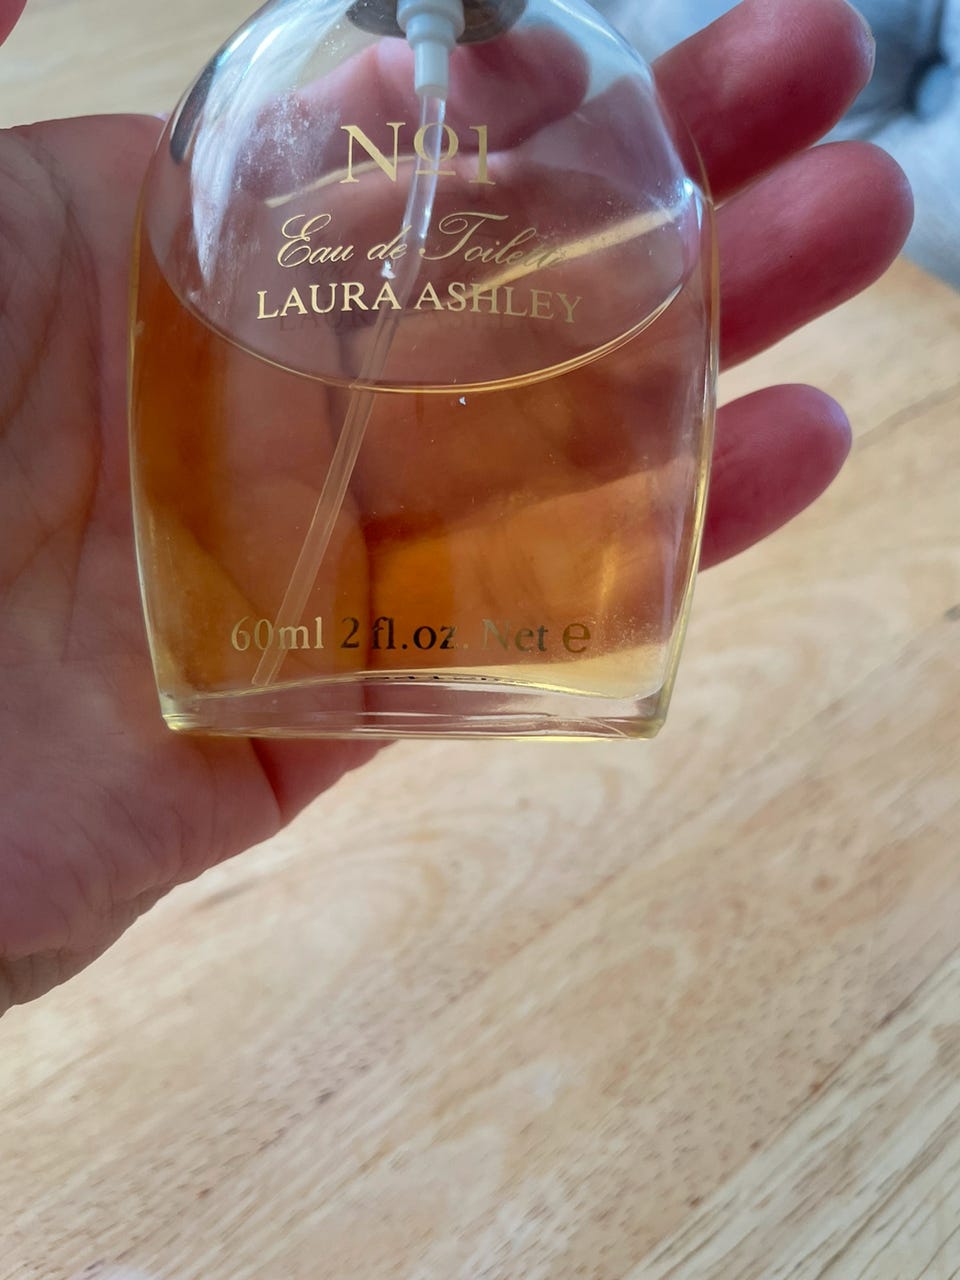 Nº1
Eau de Toilette
LAURA ASHLEY
60ml 2 fl.oz. Net ℮